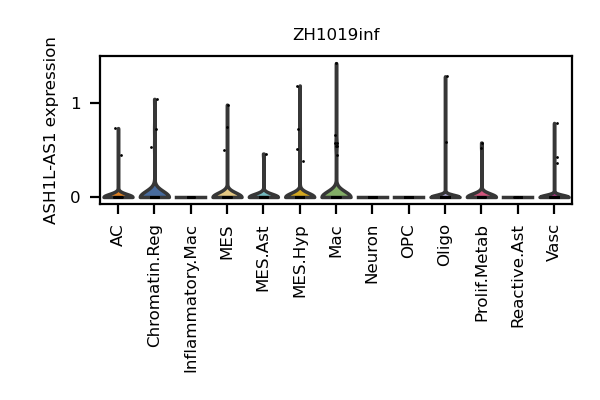 ZH1019inf
ASH1L-AS1 expression
1
0
AC
Chromatin.Reg
Inflammatory.Mac
MES
MES.Ast
MES.Hyp
Mac
Neuron
OPC
Oligo
Prolif.Metab
Reactive.Ast
Vasc